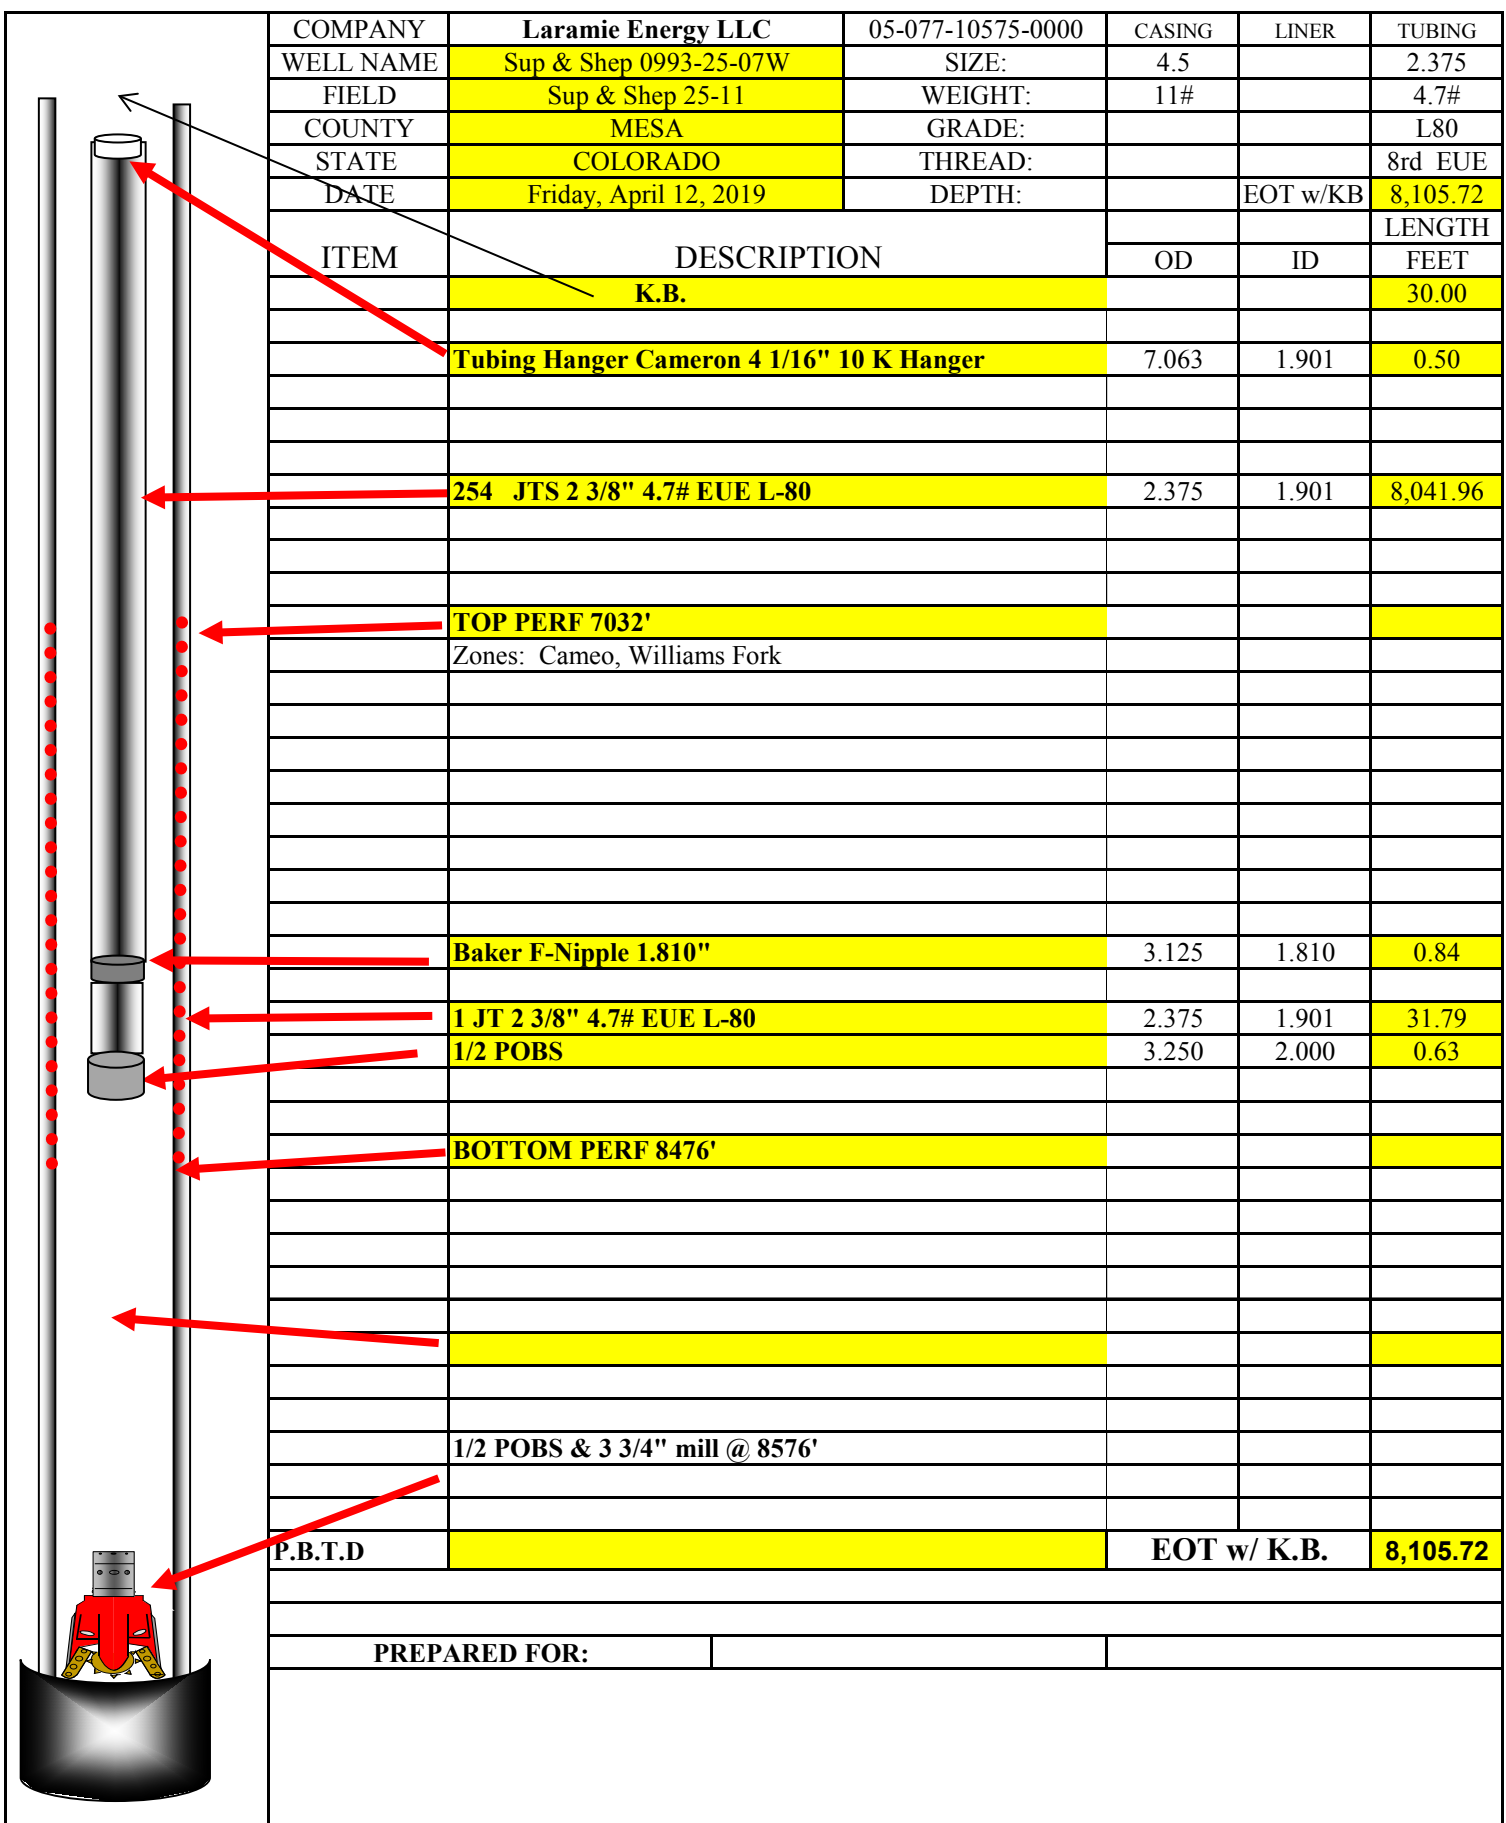 COMPANY Laramie Energy LLC 05-077-10575-0000 CASING LINER TUBING
WELL NAME Sup & Shep 0993-25-07W SIZE: 4.5 2.375
FIELD Sup & Shep 25-11 WEIGHT: 11# 4.7#
COUNTY MESA GRADE: L80
STATE COLORADO THREAD: 8rd EUE
DATE Friday, April 12, 2019 DEPTH: EOT w/KB 8,105.72
LENGTH
ITEM DESCRIPTION OD ID FEET
K.B. 30.00
Tubing Hanger Cameron 4 1/16" 10 K Hanger 7.063 1.901 0.50
254 JTS 2 3/8" 4.7# EUE L-80 2.375 1.901 8,041.96
TOP PERF 7032'
Zones: Cameo, Williams Fork
Baker F-Nipple 1.810" 3.125 1.810 0.84
1 JT 2 3/8" 4.7# EUE L-80 2.375 1.901 31.79
1/2 POBS 3.250 2.000 0.63
BOTTOM PERF 8476'
1/2 POBS & 3 3/4" mill @ 8576'
P.B.T.D EOT w/ K.B. 8,105.72
PREPARED FOR: